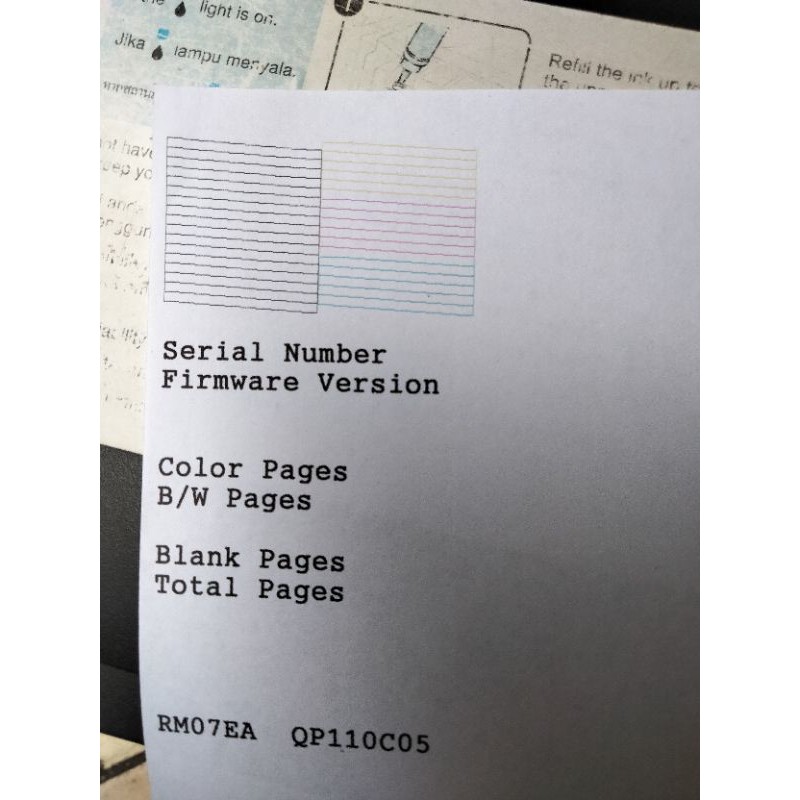 light is on.
Jika lampu menyala.
Refill the ink up to
Serial Number
Firmware Version
Color Pages
B/W Pages
Blank Pages
Total Pages
RM07EA QP110C05